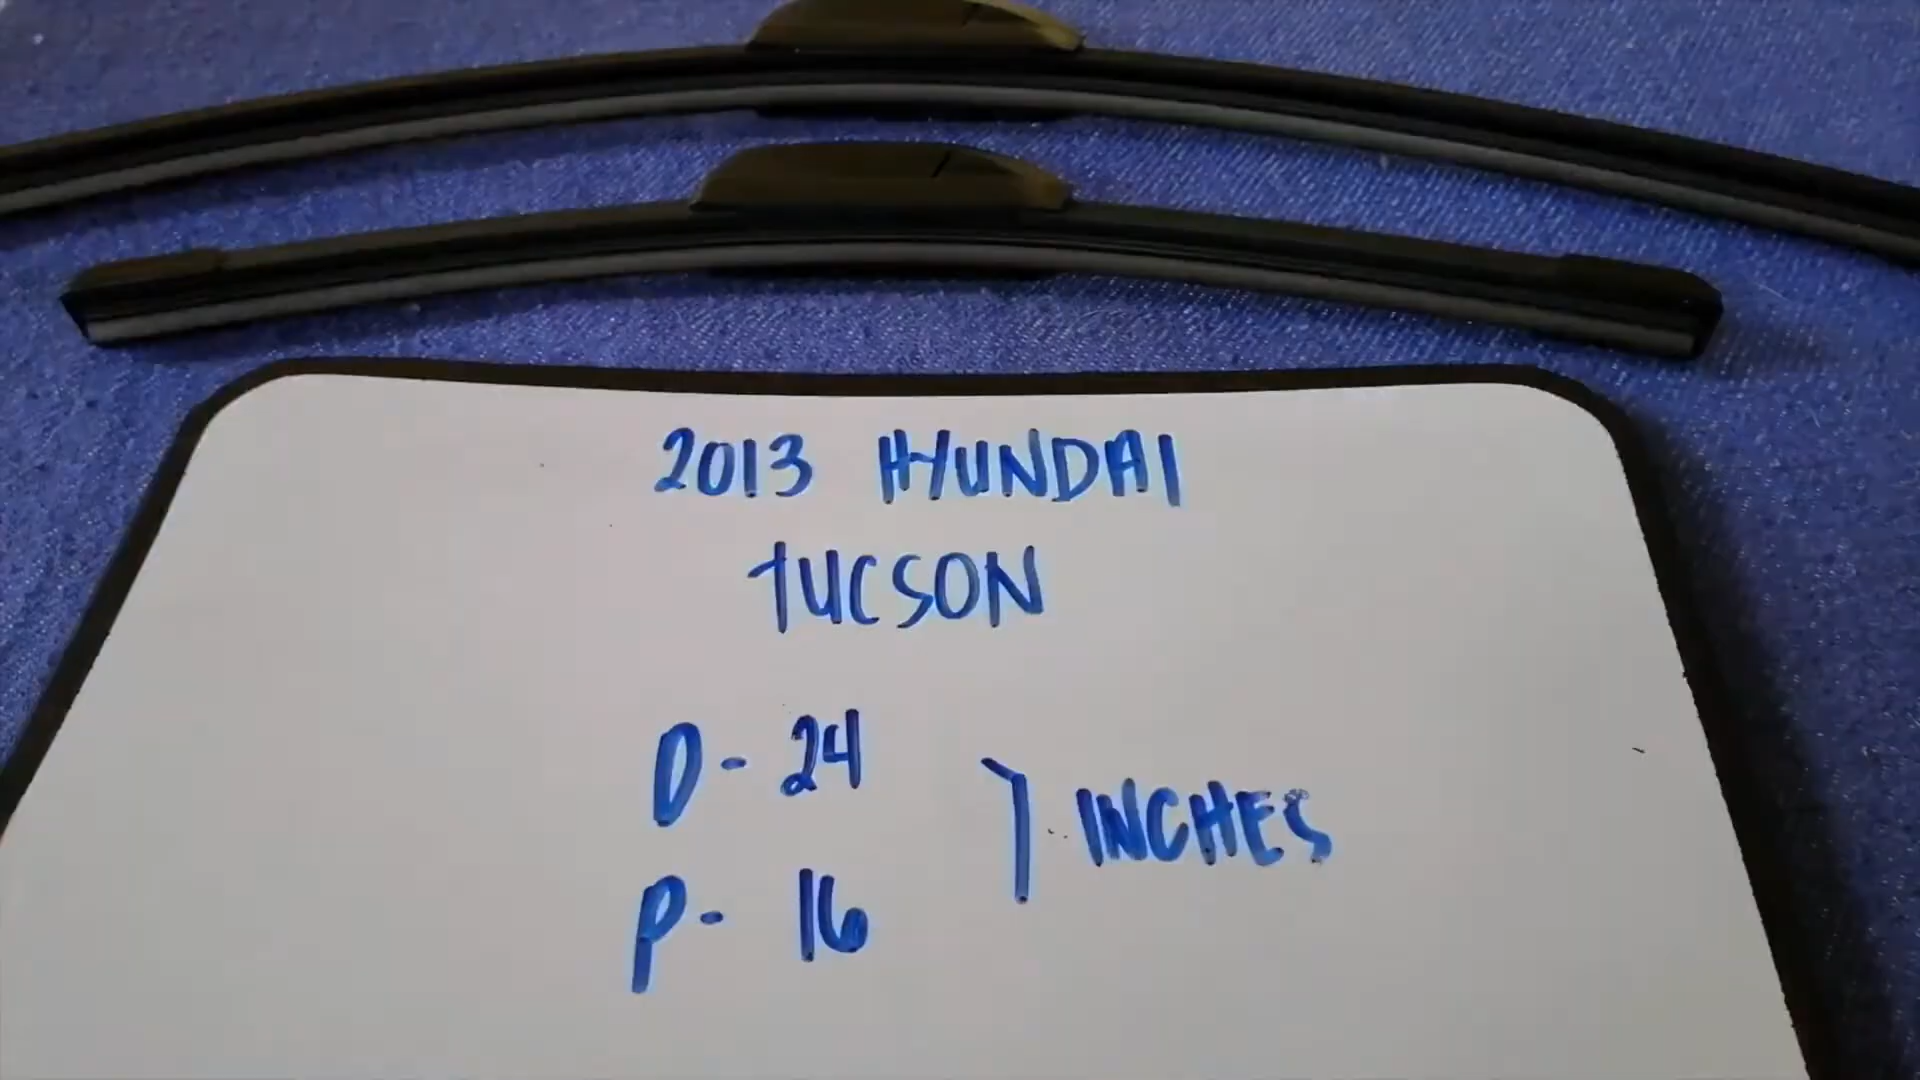 2013 HYUNDAI
TUCSON
D - 24
P - 16
} INCHES